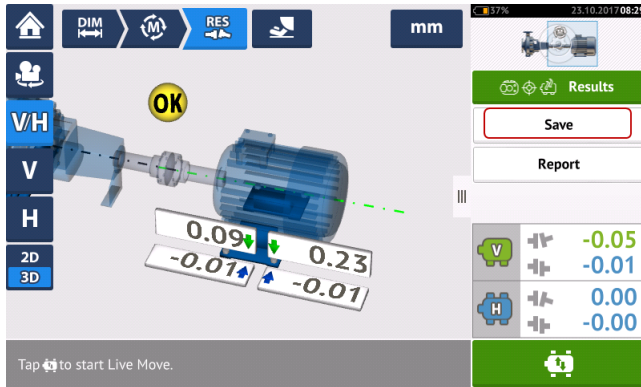 DIM
M
RES
mm
37%
23.10.2017 08:29
Results
Save
Report
V/H
V
H
2D
3D
OK
0.09
0.23
-0.01
-0.01
V
-0.05
-0.01
H
0.00
-0.00
Tap to start Live Move.